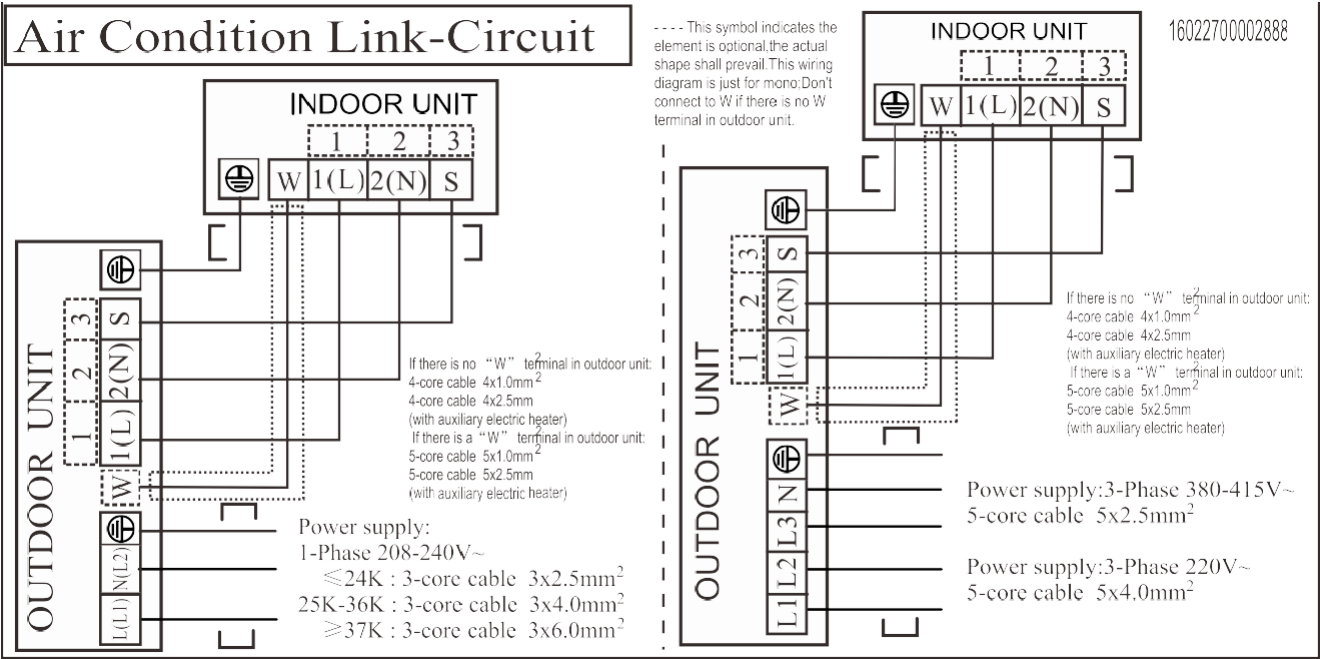 Air Condition Link-Circuit
INDOOR UNIT
1 2 3
W 1(L) 2(N) S
OUTDOOR UNIT
3 S
2 2(N)
1 1(L)
W
N(L2)
L(L1)
If there is no “W” terminal in outdoor unit:
4-core cable 4x1.0mm2
4-core cable 4x2.5mm2
(with auxiliary electric heater)
If there is a “W” terminal in outdoor unit:
5-core cable 5x1.0mm2
5-core cable 5x2.5mm2
(with auxiliary electric heater)
Power supply:
1-Phase 208-240V~
≤24K : 3-core cable 3x2.5mm2
25K-36K : 3-core cable 3x4.0mm2
≥37K : 3-core cable 3x6.0mm2
---- This symbol indicates the
element is optional,the actual
shape shall prevail.This wiring
diagram is just for mono;Don't
connect to W if there is no W
terminal in outdoor unit.
INDOOR UNIT
1 2 3
W 1(L) 2(N) S
16022700002888
OUTDOOR UNIT
3 S
2 2(N)
1 1(L)
W
N
L3
L2
L1
If there is no “W” terminal in outdoor unit:
4-core cable 4x1.0mm2
4-core cable 4x2.5mm2
(with auxiliary electric heater)
If there is a “W” terminal in outdoor unit:
5-core cable 5x1.0mm2
5-core cable 5x2.5mm2
(with auxiliary electric heater)
Power supply:3-Phase 380-415V~
5-core cable 5x2.5mm2
Power supply:3-Phase 220V~
5-core cable 5x4.0mm2